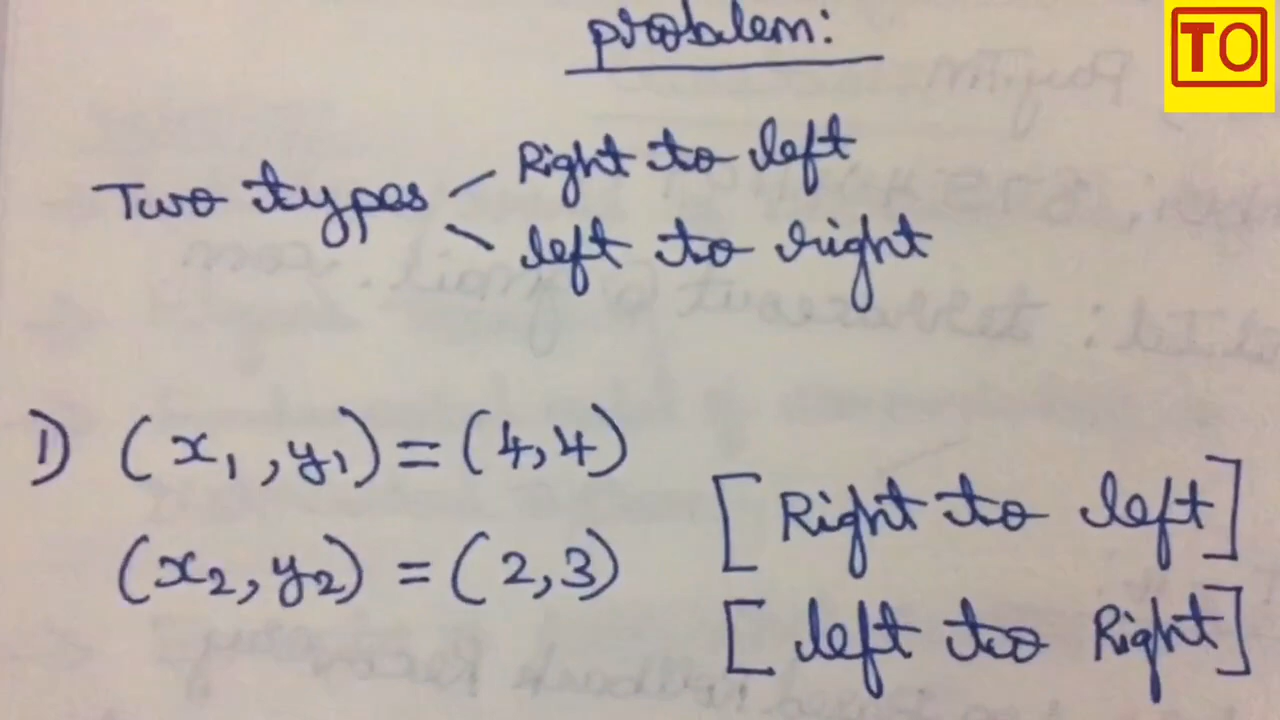 problem:
TO
Two types
Right to left
left to right
1) (x₁, y₁) = (4,4)
(x₂, y₂) = (2,3)
[Right to left]
[left to Right]